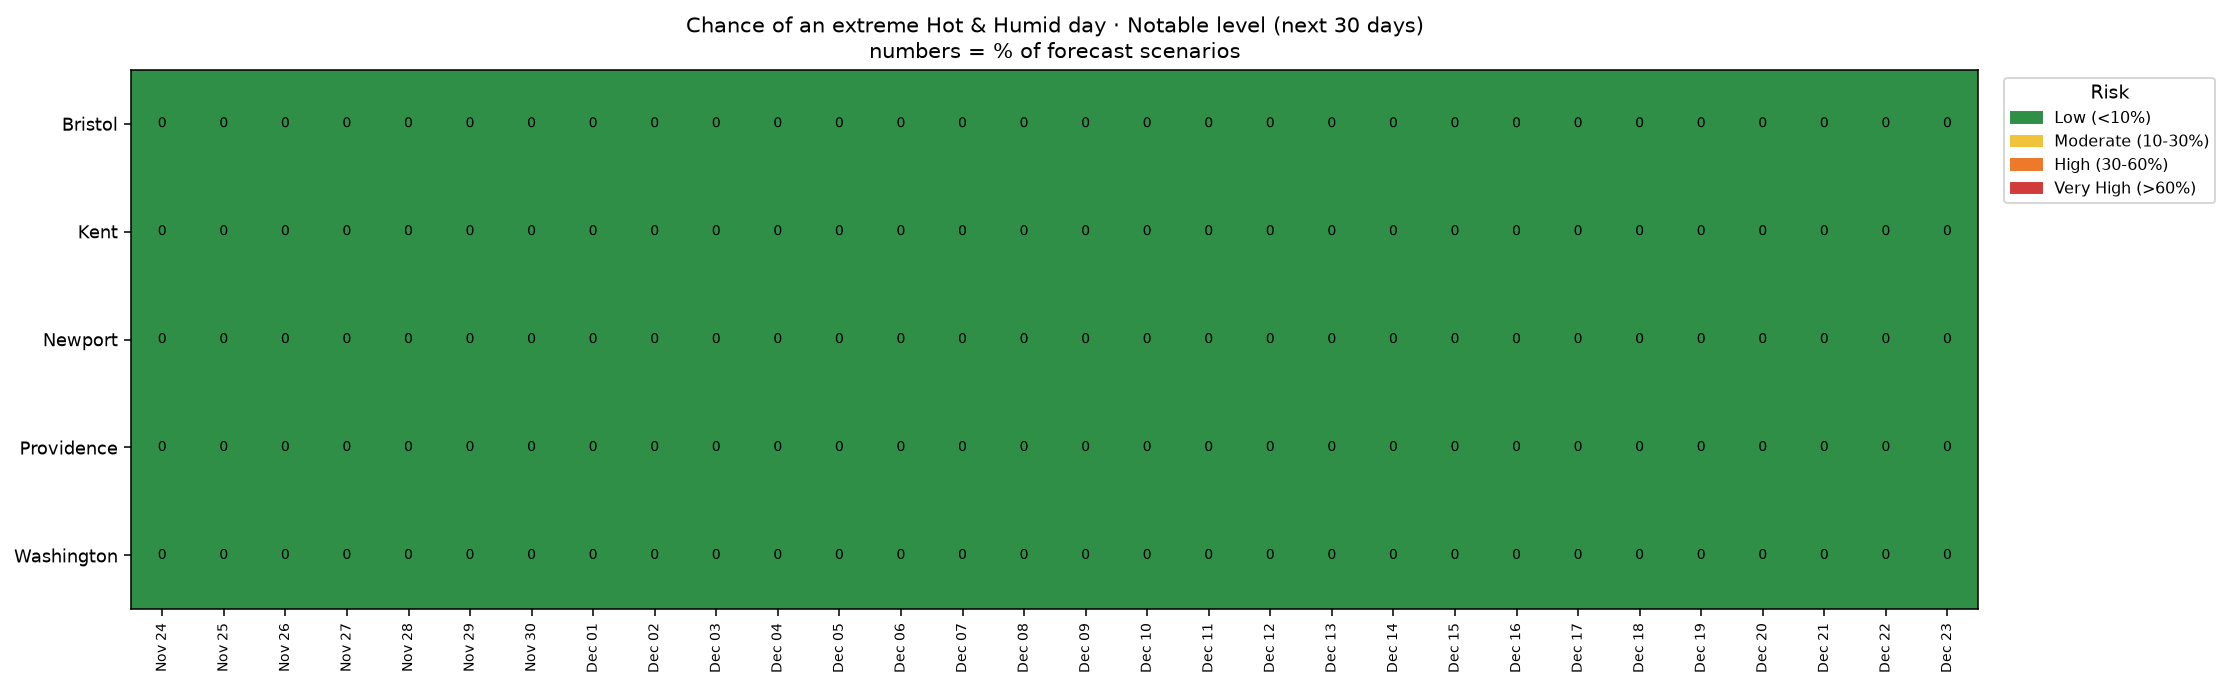 Chance of an extreme Hot & Humid day · Notable level (next 30 days)
numbers = % of forecast scenarios
Risk
Low (<10%)
Moderate (10-30%)
High (30-60%)
Very High (>60%)
Bristol 0 0 0 0 0 0 0 0 0 0 0 0 0 0 0 0 0 0 0 0 0 0 0 0 0 0 0 0 0 0
Kent 0 0 0 0 0 0 0 0 0 0 0 0 0 0 0 0 0 0 0 0 0 0 0 0 0 0 0 0 0 0
Newport 0 0 0 0 0 0 0 0 0 0 0 0 0 0 0 0 0 0 0 0 0 0 0 0 0 0 0 0 0 0
Providence 0 0 0 0 0 0 0 0 0 0 0 0 0 0 0 0 0 0 0 0 0 0 0 0 0 0 0 0 0 0
Washington 0 0 0 0 0 0 0 0 0 0 0 0 0 0 0 0 0 0 0 0 0 0 0 0 0 0 0 0 0 0
Nov 24
Nov 25
Nov 26
Nov 27
Nov 28
Nov 29
Nov 30
Dec 01
Dec 02
Dec 03
Dec 04
Dec 05
Dec 06
Dec 07
Dec 08
Dec 09
Dec 10
Dec 11
Dec 12
Dec 13
Dec 14
Dec 15
Dec 16
Dec 17
Dec 18
Dec 19
Dec 20
Dec 21
Dec 22
Dec 23